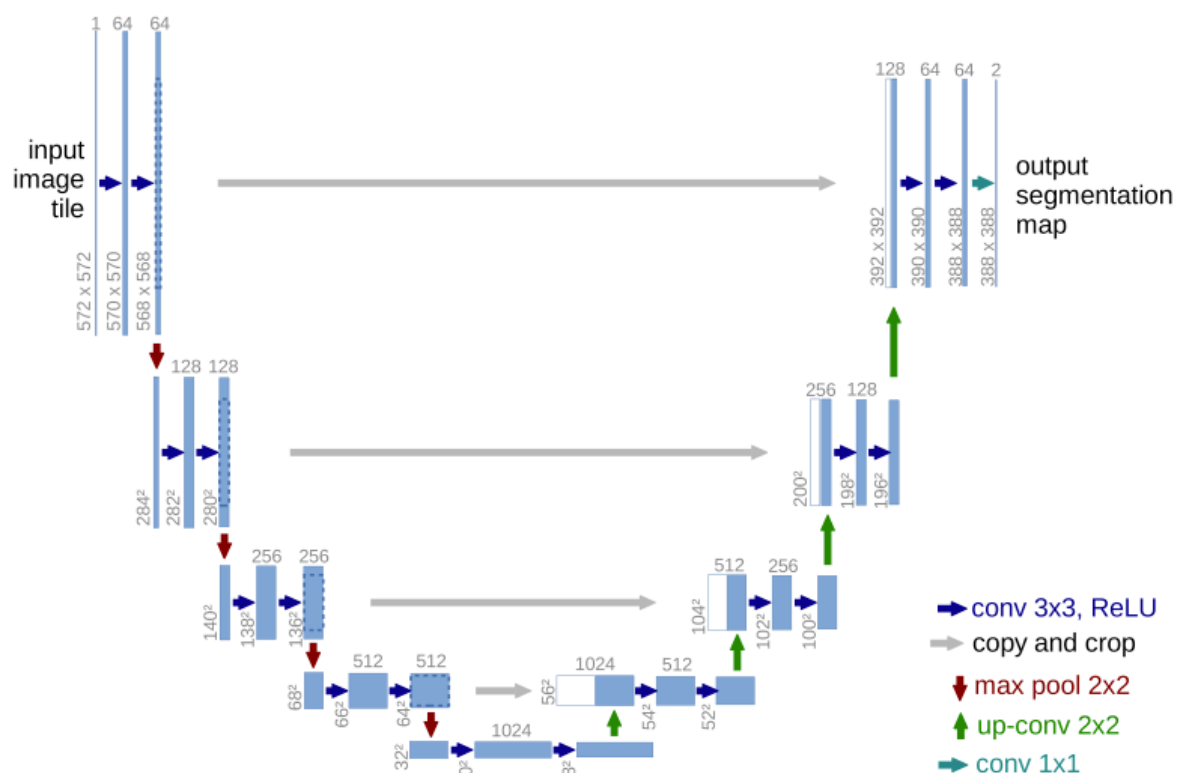 1 64 64
input
image
tile
572 x 572
570 x 570
568 x 568
128 64 64 2
392 x 392
390 x 390
388 x 388
388 x 388
output
segmentation
map
128 128
284²
282²
280²
256 128
200²
198²
196²
256 256
140²
138²
136²
512 256
104²
102²
100²
512 512
68²
66²
64²
1024 512
56²
54²
52²
1024
32²
conv 3x3, ReLU
copy and crop
max pool 2x2
up-conv 2x2
conv 1x1